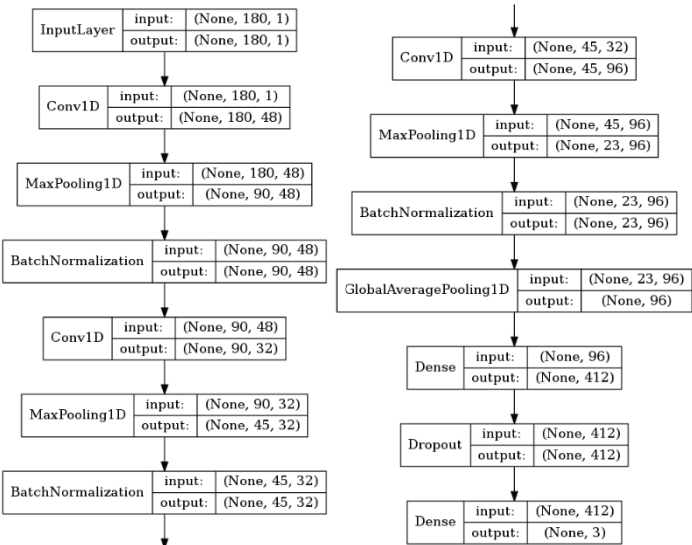 InputLayer
input: (None, 180, 1)
output: (None, 180, 1)
Conv1D
input: (None, 180, 1)
output: (None, 180, 48)
MaxPooling1D
input: (None, 180, 48)
output: (None, 90, 48)
BatchNormalization
input: (None, 90, 48)
output: (None, 90, 48)
Conv1D
input: (None, 90, 48)
output: (None, 90, 32)
MaxPooling1D
input: (None, 90, 32)
output: (None, 45, 32)
BatchNormalization
input: (None, 45, 32)
output: (None, 45, 32)
Conv1D
input: (None, 45, 32)
output: (None, 45, 96)
MaxPooling1D
input: (None, 45, 96)
output: (None, 23, 96)
BatchNormalization
input: (None, 23, 96)
output: (None, 23, 96)
GlobalAveragePooling1D
input: (None, 23, 96)
output: (None, 96)
Dense
input: (None, 96)
output: (None, 412)
Dropout
input: (None, 412)
output: (None, 412)
Dense
input: (None, 412)
output: (None, 3)